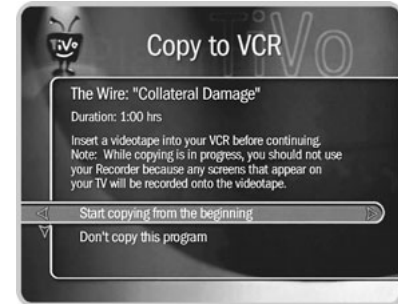 TiVo
TiVo
Copy to VCR
The Wire: "Collateral Damage"
Duration: 1:00 hrs
Insert a videotape into your VCR before continuing.
Note: While copying is in progress, you should not use
your Recorder because any screens that appear on
your TV will be recorded onto the videotape.
Start copying from the beginning
Don't copy this program